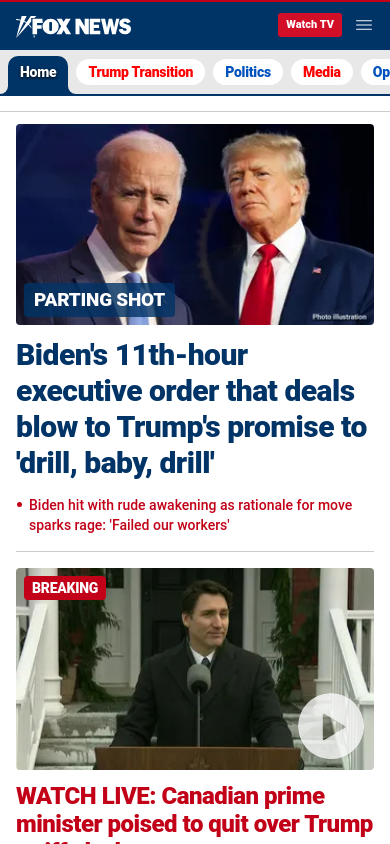 FOX NEWS
Watch TV
Home
Trump Transition
Politics
Media
Op
PARTING SHOT
Photo illustration
Biden's 11th-hour
executive order that deals
blow to Trump's promise to
'drill, baby, drill'
• Biden hit with rude awakening as rationale for move
sparks rage: 'Failed our workers'
BREAKING
WATCH LIVE: Canadian prime
minister poised to quit over Trump